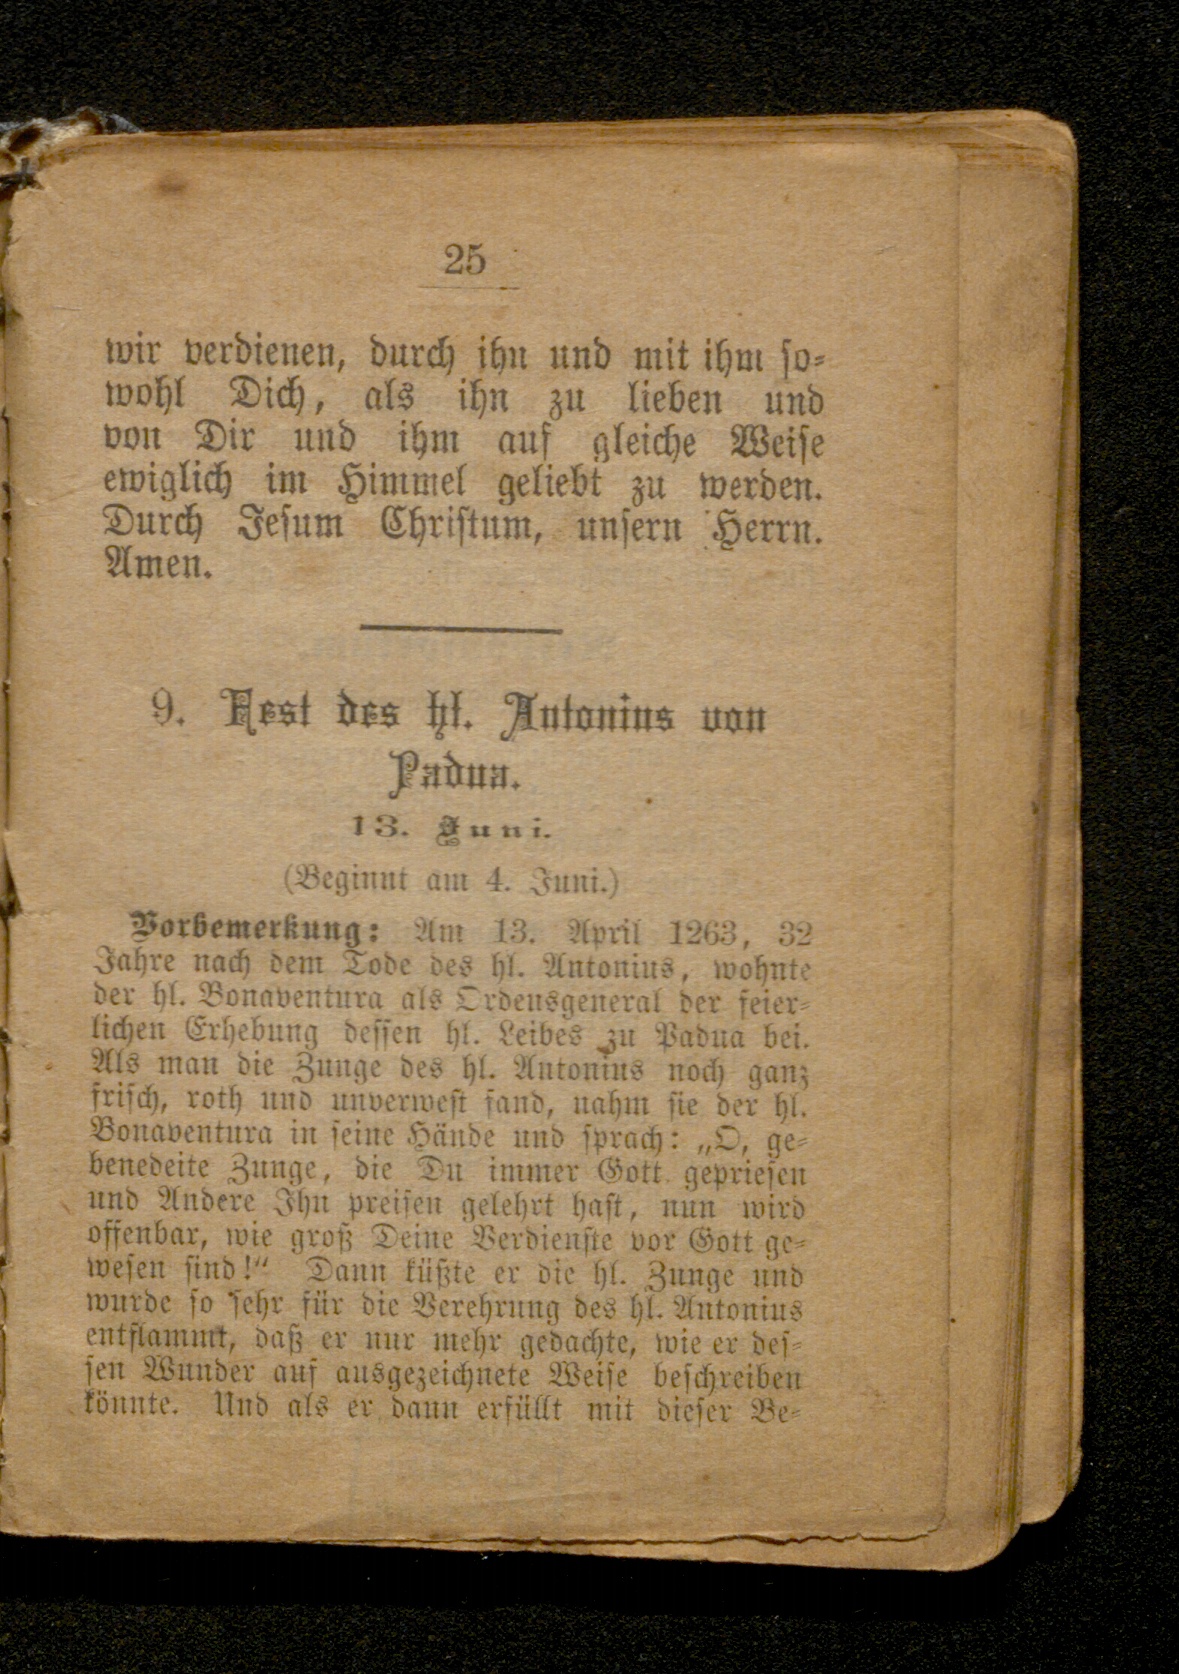 25
wir verdienen, durch ihn und mit ihm so-
wohl Dich, als ihn zu lieben und
von Dir und ihm auf gleiche Weise
ewiglich im Himmel geliebt zu werden.
Durch Jesum Christum, unsern Herrn.
Amen.
9. Fest des hl. Antonius von
Padua.
13. Juni.
(Beginnt am 4. Juni.)
Vorbemerkung: Am 13. April 1263, 32
Jahre nach dem Tode des hl. Antonius, wohnte
der hl. Bonaventura als Ordensgeneral der feier-
lichen Erhebung dessen hl. Leibes zu Padua bei.
Als man die Zunge des hl. Antonius noch ganz
frisch, roth und unverwest fand, nahm sie der hl.
Bonaventura in seine Hände und sprach: „O, ge-
benedeite Zunge, die Du immer Gott gepriesen
und Andere Ihn preisen gelehrt hast, nun wird
offenbar, wie groß Deine Verdienste vor Gott ge-
wesen sind!“ Dann küßte er die hl. Zunge und
wurde so sehr für die Verehrung des hl. Antonius
entflammt, daß er nur mehr gedachte, wie er des-
sen Wunder auf ausgezeichnete Weise beschreiben
könnte. Und als er dann erfüllt mit dieser Be-